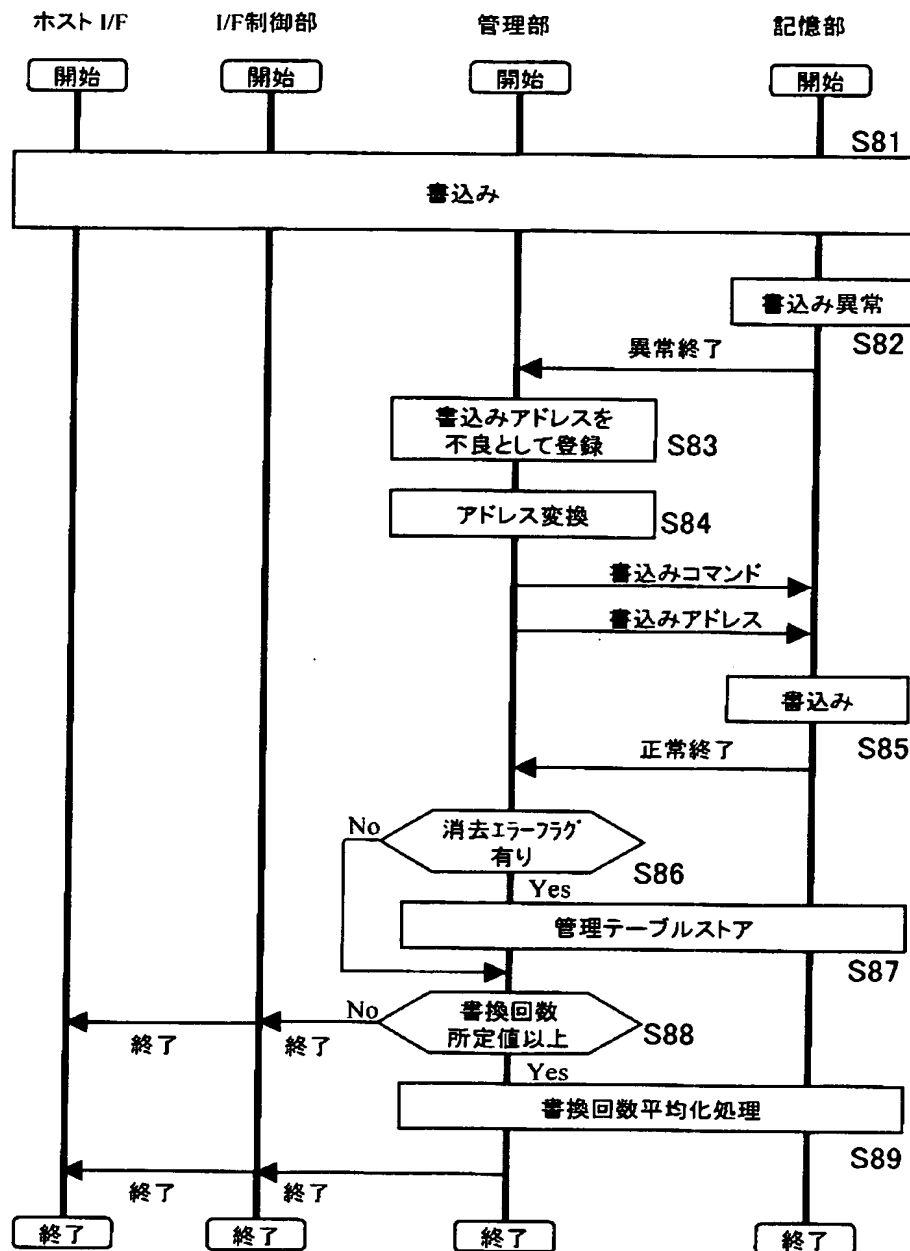 ホスト I/F
I/F制御部
管理部
記憶部
開始
開始
開始
開始
S81
書込み
書込み異常
S82
異常終了
書込みアドレスを
不良として登録
S83
アドレス変換
S84
書込みコマンド
書込みアドレス
書込み
S85
正常終了
No
消去エラーフラグ
有り
S86
Yes
管理テーブルストア
S87
No
書換回数
所定値以上
S88
終了
終了
Yes
書換回数平均化処理
S89
終了
終了
終了
終了
終了
終了